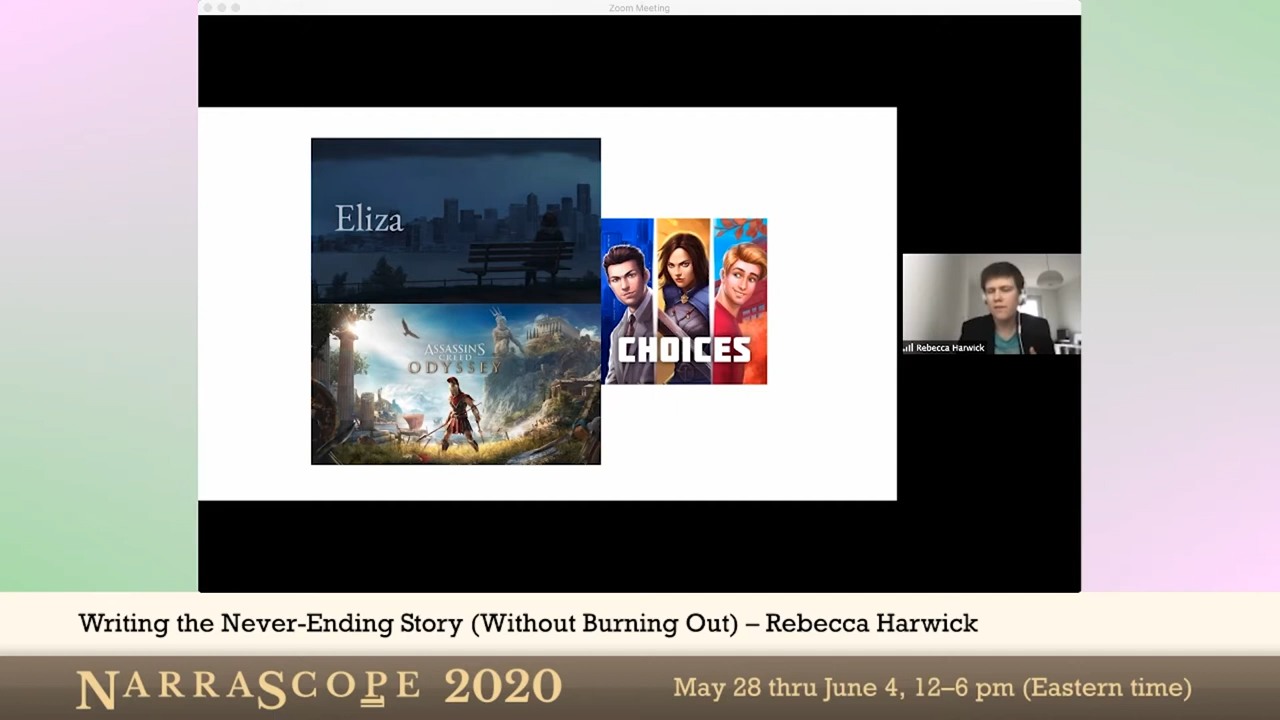 Zoom Meeting
Eliza
ASSASSIN'S
CREED
ODYSSEY
CHOICES
Rebecca Harwick
Writing the Never-Ending Story (Without Burning Out) – Rebecca Harwick
NARRASCOPE 2020
May 28 thru June 4, 12–6 pm (Eastern time)